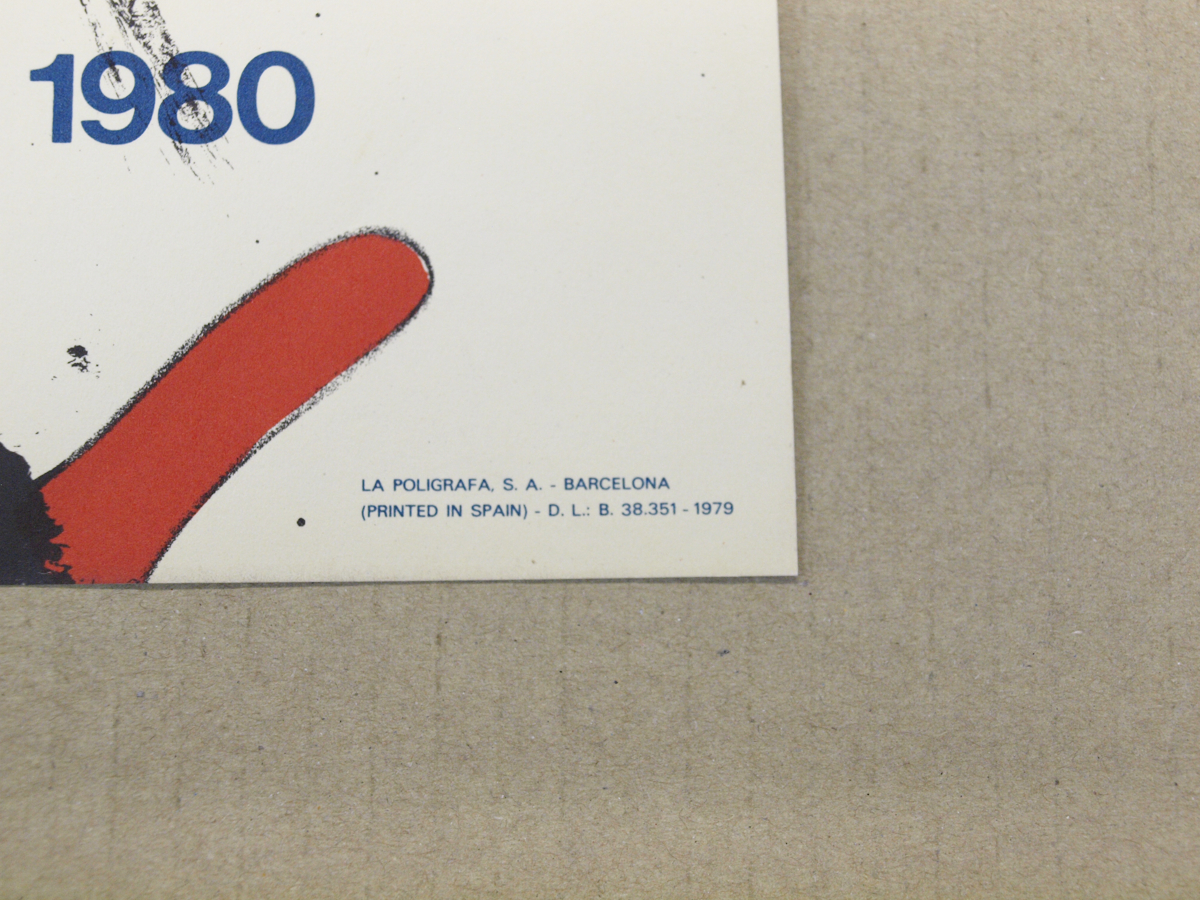 1980
LA POLIGRAFA, S. A. - BARCELONA
(PRINTED IN SPAIN) - D. L.: B. 38.351 - 1979